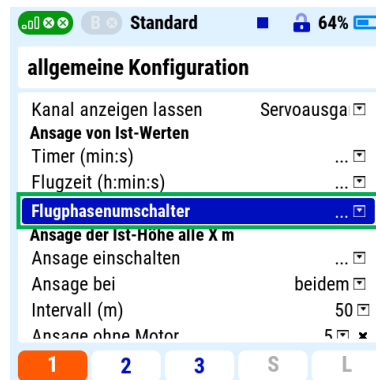 B Standard 64%
allgemeine Konfiguration
Kanal anzeigen lassen Servoausga
Ansage von Ist-Werten
Timer (min:s) ...
Flugzeit (h:min:s) ...
Flugphasenumschalter ...
Ansage der Ist-Höhe alle X m
Ansage einschalten ...
Ansage bei beidem
Intervall (m) 50
Ansage ohne Motor 5
1 2 3 S L